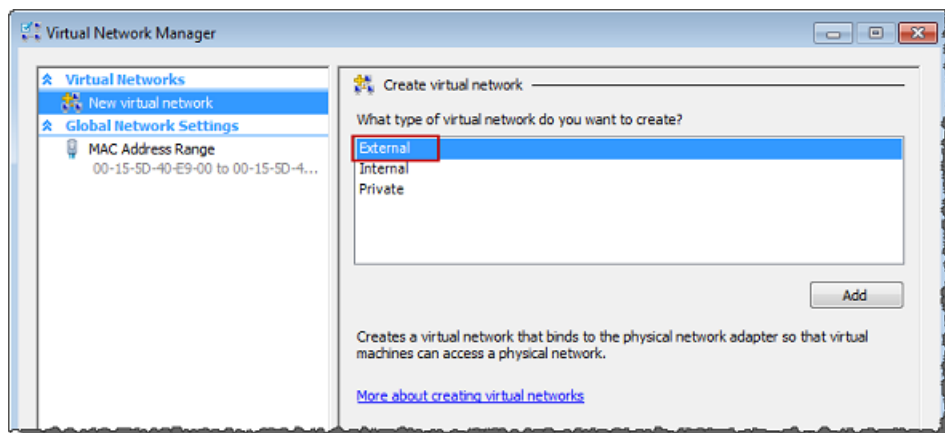 Virtual Network Manager
Virtual Networks
New virtual network
Global Network Settings
MAC Address Range
00-15-5D-40-E9-00 to 00-15-5D-4...
Create virtual network
What type of virtual network do you want to create?
External
Internal
Private
Add
Creates a virtual network that binds to the physical network adapter so that virtual
machines can access a physical network.
More about creating virtual networks